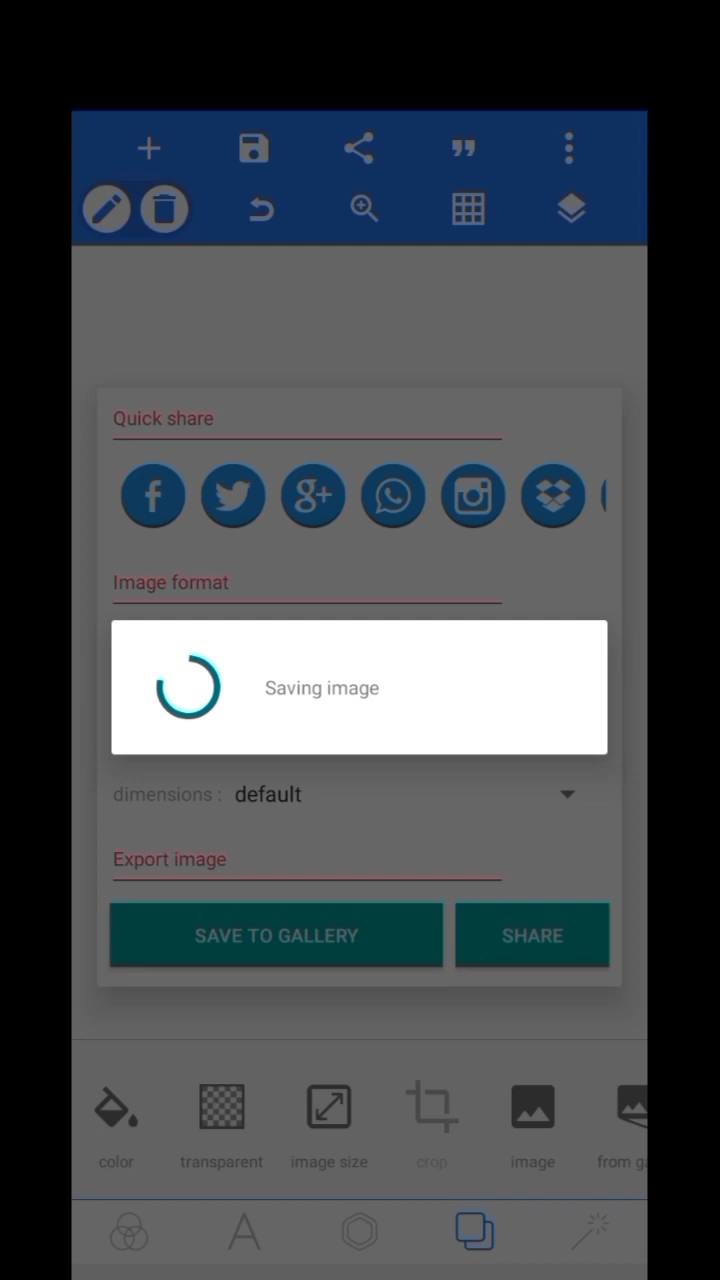 Quick share
Image format
Saving image
dimensions : default
Export image
SAVE TO GALLERY SHARE
color transparent image size crop image from ga